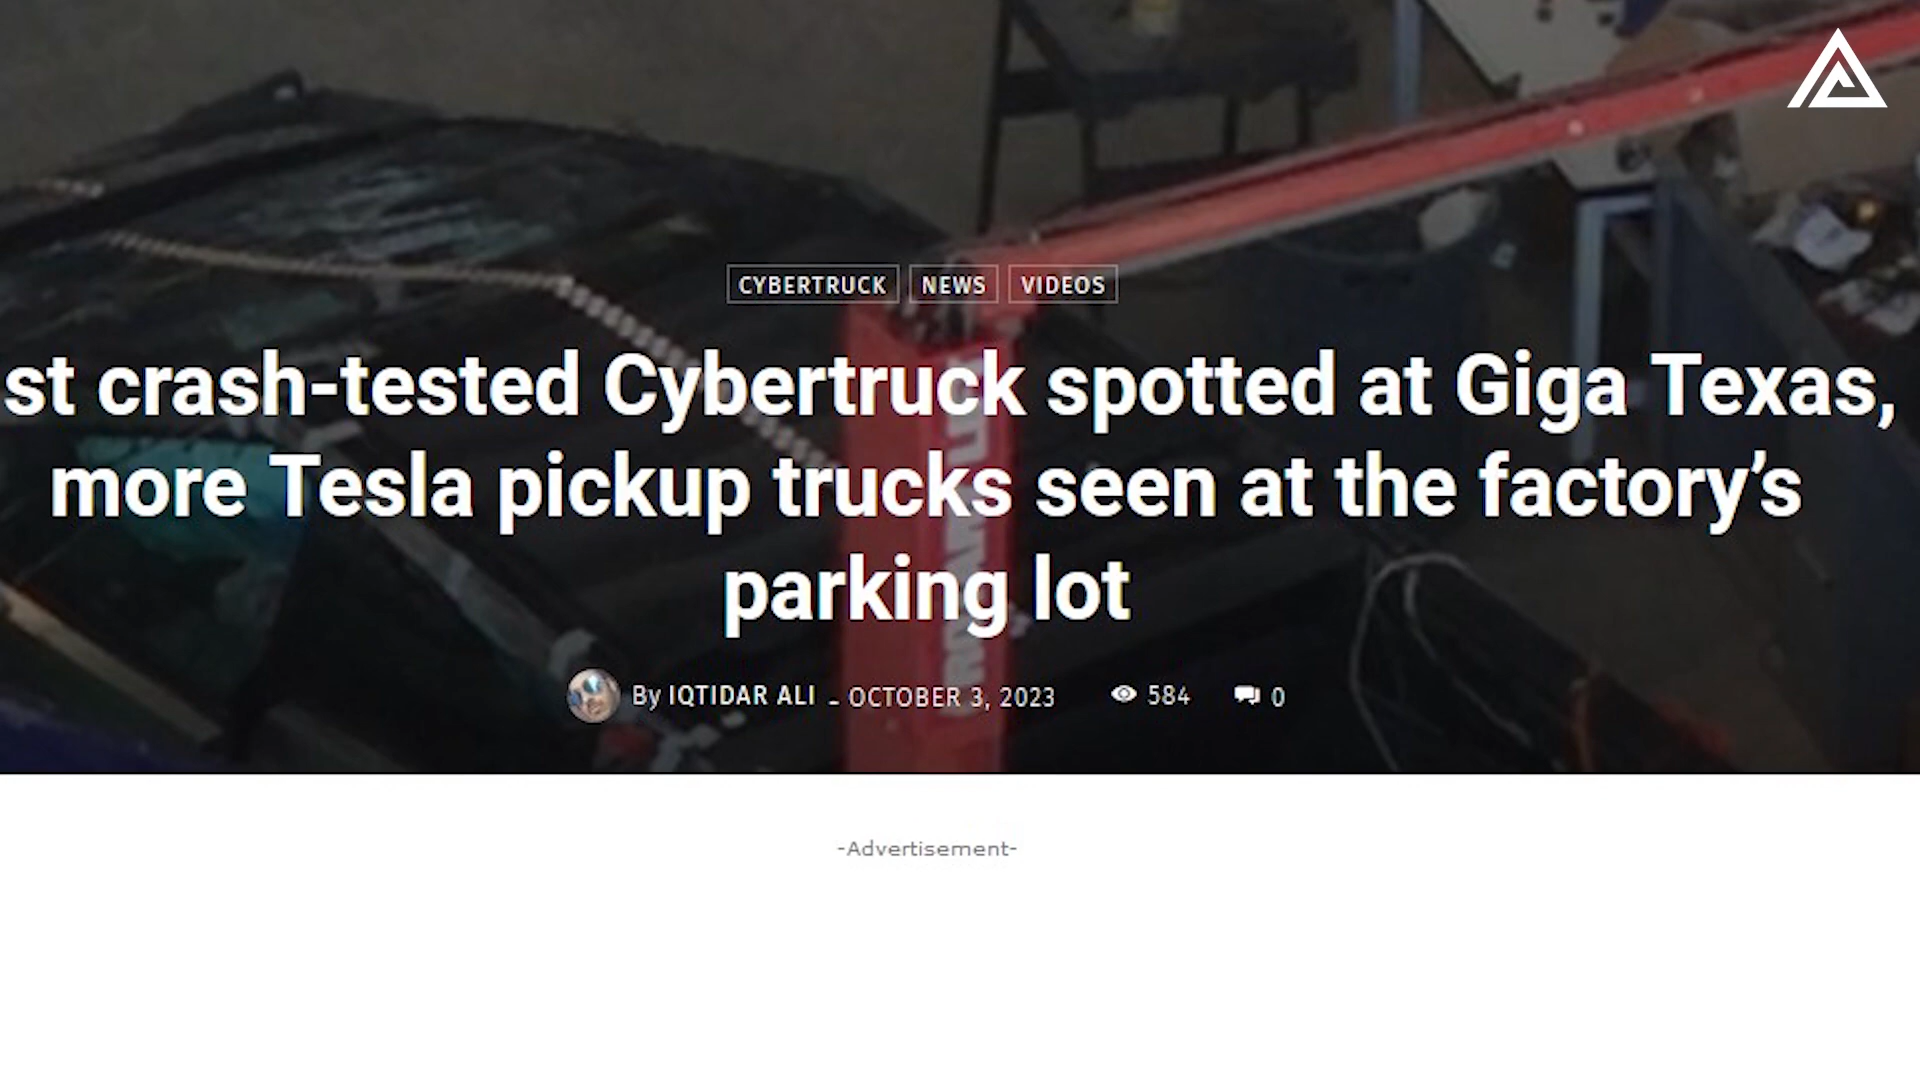 CYBERTRUCK NEWS VIDEOS
st crash-tested Cybertruck spotted at Giga Texas,
more Tesla pickup trucks seen at the factory’s
parking lot
By IQTIDAR ALI - OCTOBER 3, 2023 584 0
-Advertisement-